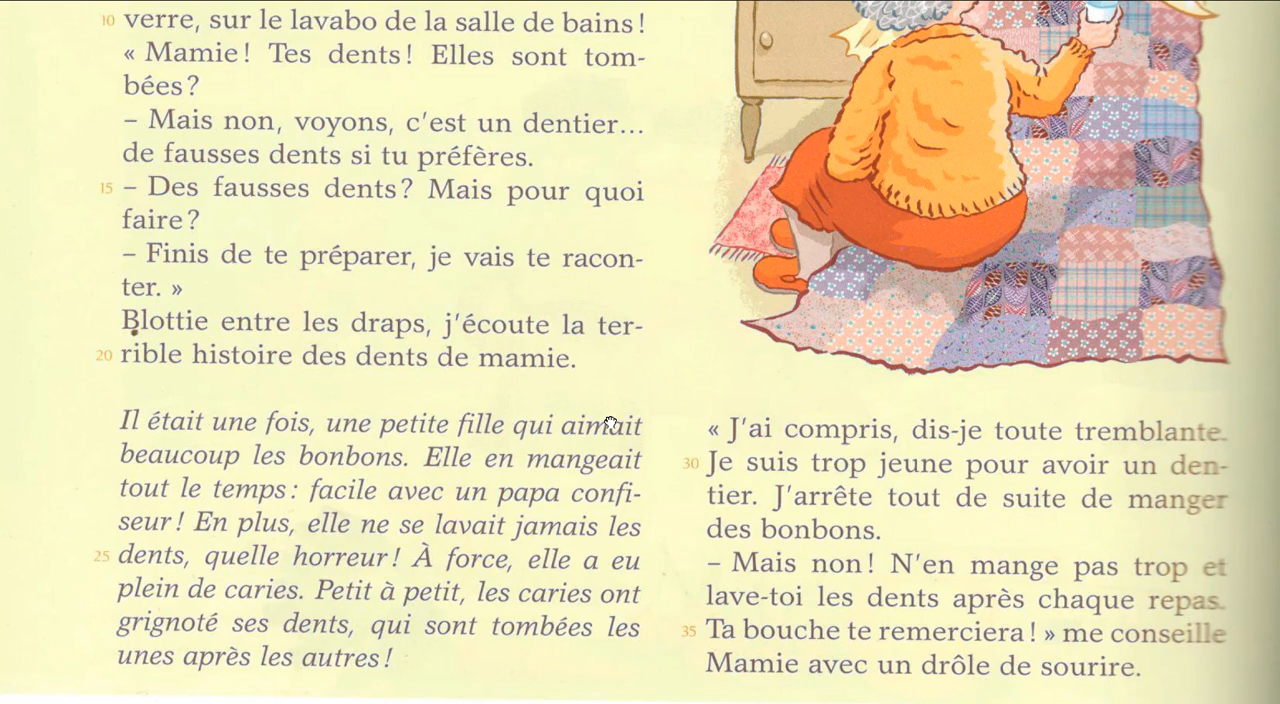 10 verre, sur le lavabo de la salle de bains !
« Mamie ! Tes dents ! Elles sont tom-
bées ?
– Mais non, voyons, c'est un dentier...
de fausses dents si tu préfères.
15 – Des fausses dents ? Mais pour quoi
faire ?
– Finis de te préparer, je vais te racon-
ter. »
Blottie entre les draps, j'écoute la ter-
20 rible histoire des dents de mamie.
Il était une fois, une petite fille qui aimait
beaucoup les bonbons. Elle en mangeait
tout le temps : facile avec un papa confi-
seur ! En plus, elle ne se lavait jamais les
25 dents, quelle horreur ! À force, elle a eu
plein de caries. Petit à petit, les caries ont
grignoté ses dents, qui sont tombées les
unes après les autres !
« J'ai compris, dis-je toute tremblante.
30 Je suis trop jeune pour avoir un den-
tier. J'arrête tout de suite de manger
des bonbons.
– Mais non ! N'en mange pas trop et
lave-toi les dents après chaque repas.
35 Ta bouche te remerciera ! » me conseille
Mamie avec un drôle de sourire.